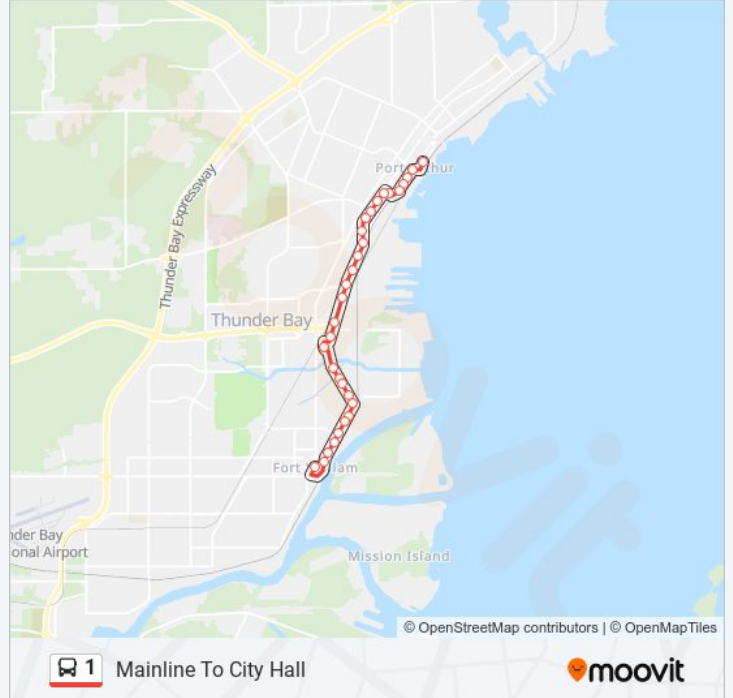 Port Arthur
Thunder Bay Expressway
Thunder Bay
Fort William
nder Bay
onal Airport
Mission Island
© OpenStreetMap contributors | © OpenMapTiles
1 Mainline To City Hall
moovit